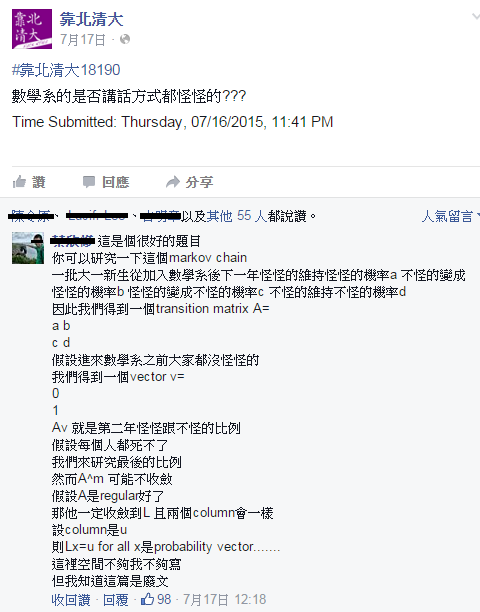 靠北清大
靠北清大
7月17日
#靠北清大18190
數學系的是否講話方式都怪怪的???
Time Submitted: Thursday, 07/16/2015, 11:41 PM
讚 回應 分享
、 、 以及其他 55 人都說讚。 人氣留言
這是個很好的題目
你可以研究一下這個markov chain
一批大一新生從加入數學系後下一年怪怪的維持怪怪的機率a 不怪的變成
怪怪的機率b 怪怪的變成不怪的機率c 不怪的維持不怪的機率d
因此我們得到一個transition matrix A=
a b
c d
假設進來數學系之前大家都沒怪怪的
我們得到一個vector v=
0
1
Av 就是第二年怪怪跟不怪的比例
假設每個人都死不了
我們來研究最後的比例
然而A^m 可能不收斂
假設A是regular好了
那他一定收斂到L 且兩個column會一樣
設column是u
則Lx=u for all x是probability vector.......
這裡空間不夠我不夠寫
但我知道這篇是廢文
收回讚 · 回覆 · 98 · 7月17日 12:18